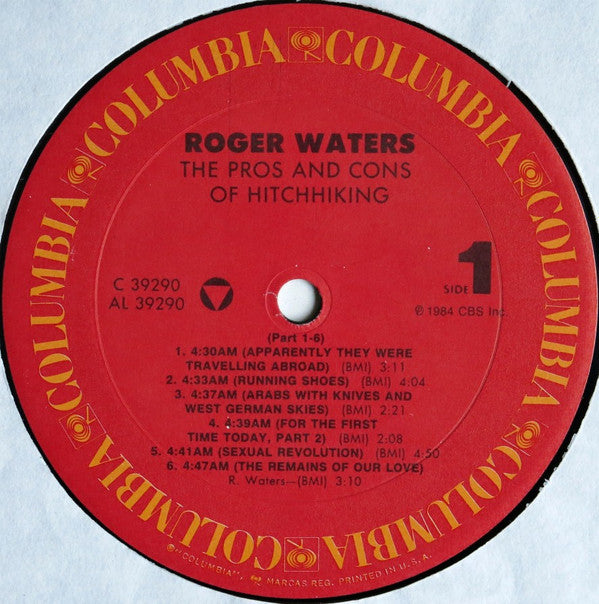 COLUMBIA COLUMBIA COLUMBIA COLUMBIA COLUMBIA COLUMBIA COLUMBIA COLUMBIA
ROGER WATERS
THE PROS AND CONS
OF HITCHHIKING
C 39290
AL 39290
SIDE 1
℗ 1984 CBS Inc.
(Part 1-6)
1. 4:30AM (APPARENTLY THEY WERE
TRAVELLING ABROAD) (BMI) 3:11
2. 4:33AM (RUNNING SHOES) (BMI) 4:04
3. 4:37AM (ARABS WITH KNIVES AND
WEST GERMAN SKIES) (BMI) 2:21
4. 4:39AM (FOR THE FIRST
TIME TODAY, PART 2) (BMI) 2:08
5. 4:41AM (SEXUAL REVOLUTION) (BMI) 4:50
6. 4:47AM (THE REMAINS OF OUR LOVE)
R. Waters—(BMI) 3:10
"COLUMBIA", MARCAS REG. PRINTED IN U.S.A.